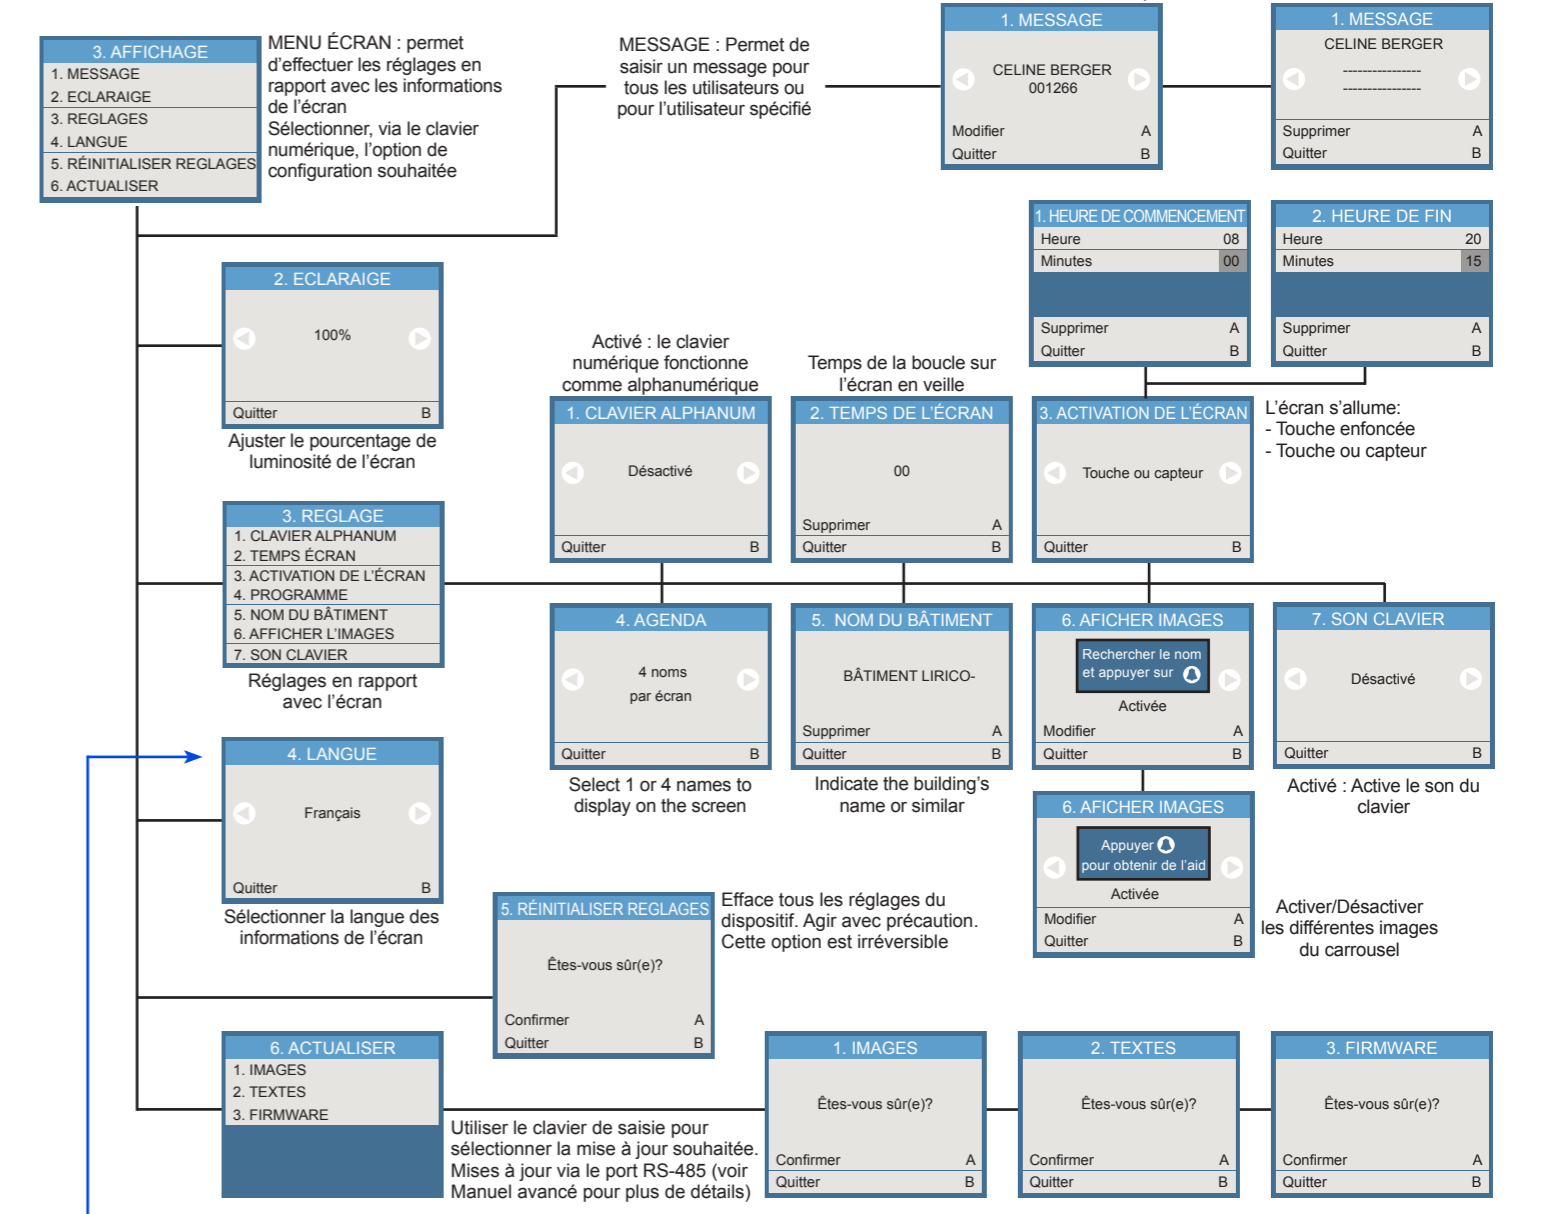 3. AFFICHAGE
1. MESSAGE
2. ECLARAIGE
3. REGLAGES
4. LANGUE
5. RÉINITIALISER REGLAGES
6. ACTUALISER
MENU ÉCRAN : permet
d'effectuer les réglages en
rapport avec les informations
de l'écran
Sélectionner, via le clavier
numérique, l'option de
configuration souhaitée
MESSAGE : Permet de
saisir un message pour
tous les utilisateurs ou
pour l'utilisateur spécifié
1. MESSAGE
CELINE BERGER
001266
Modifier A
Quitter B
1. MESSAGE
CELINE BERGER
----------------
----------------
Supprimer A
Quitter B
1. HEURE DE COMMENCEMENT
Heure 08
Minutes 00
Supprimer A
Quitter B
2. HEURE DE FIN
Heure 20
Minutes 15
Supprimer A
Quitter B
2. ECLARAIGE
100%
Quitter B
Ajuster le pourcentage de
luminosité de l'écran
Activé : le clavier
numérique fonctionne
comme alphanumérique
1. CLAVIER ALPHANUM
Désactivé
Quitter B
Temps de la boucle sur
l'écran en veille
2. TEMPS DE L'ÉCRAN
00
Supprimer A
Quitter B
3. ACTIVATION DE L'ÉCRAN
Touche ou capteur
Quitter B
L'écran s'allume:
- Touche enfoncée
- Touche ou capteur
3. REGLAGE
1. CLAVIER ALPHANUM
2. TEMPS ÉCRAN
3. ACTIVATION DE L'ÉCRAN
4. PROGRAMME
5. NOM DU BÂTIMENT
6. AFFICHER L'IMAGES
7. SON CLAVIER
Réglages en rapport
avec l'écran
4. AGENDA
4 noms
par écran
Quitter B
Select 1 or 4 names to
display on the screen
5. NOM DU BÂTIMENT
BÂTIMENT LIRICO-
Supprimer A
Quitter B
Indicate the building's
name or similar
6. AFICHER IMAGES
Rechercher le nom
et appuyer sur
Activée
Modifier A
Quitter B
7. SON CLAVIER
Désactivé
Quitter B
Activé : Active le son du
clavier
6. AFICHER IMAGES
Appuyer
pour obtenir de l'aid
Activée
Modifier A
Quitter B
Activer/Désactiver
les différentes images
du carrousel
4. LANGUE
Français
Quitter B
Sélectionner la langue des
informations de l'écran
5. RÉINITIALISER REGLAGES
Êtes-vous sûr(e)?
Confirmer A
Quitter B
Efface tous les réglages du
dispositif. Agir avec précaution.
Cette option est irréversible
6. ACTUALISER
1. IMAGES
2. TEXTES
3. FIRMWARE
Utiliser le clavier de saisie pour
sélectionner la mise à jour souhaitée.
Mises à jour via le port RS-485 (voir
Manuel avancé pour plus de détails)
1. IMAGES
Êtes-vous sûr(e)?
Confirmer A
Quitter B
2. TEXTES
Êtes-vous sûr(e)?
Confirmer A
Quitter B
3. FIRMWARE
Êtes-vous sûr(e)?
Confirmer A
Quitter B